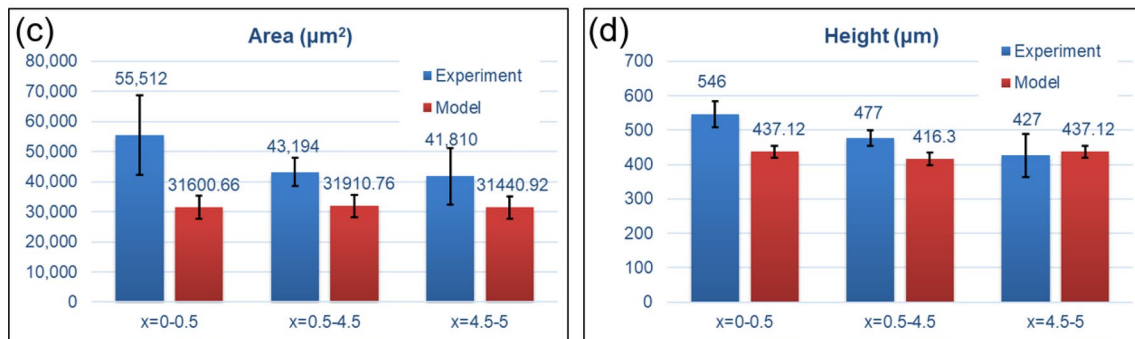 (c)
Area (µm²)
80,000
70,000
60,000
50,000
40,000
30,000
20,000
10,000
0
Experiment
Model
55,512
31600.66
43,194
31910.76
41,810
31440.92
x=0-0.5
x=0.5-4.5
x=4.5-5
(d)
Height (µm)
700
600
500
400
300
200
100
0
Experiment
Model
546
437.12
477
416.3
427
437.12
x=0-0.5
x=0.5-4.5
x=4.5-5